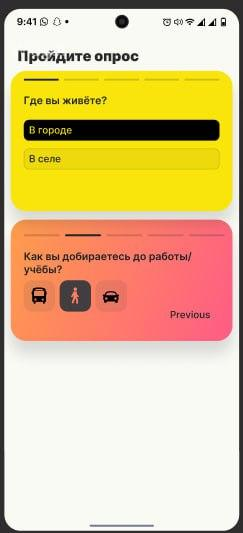 9:41
Пройдите опрос
Где вы живёте?
В городе
В селе
Как вы добираетесь до работы/
учёбы?
Previous